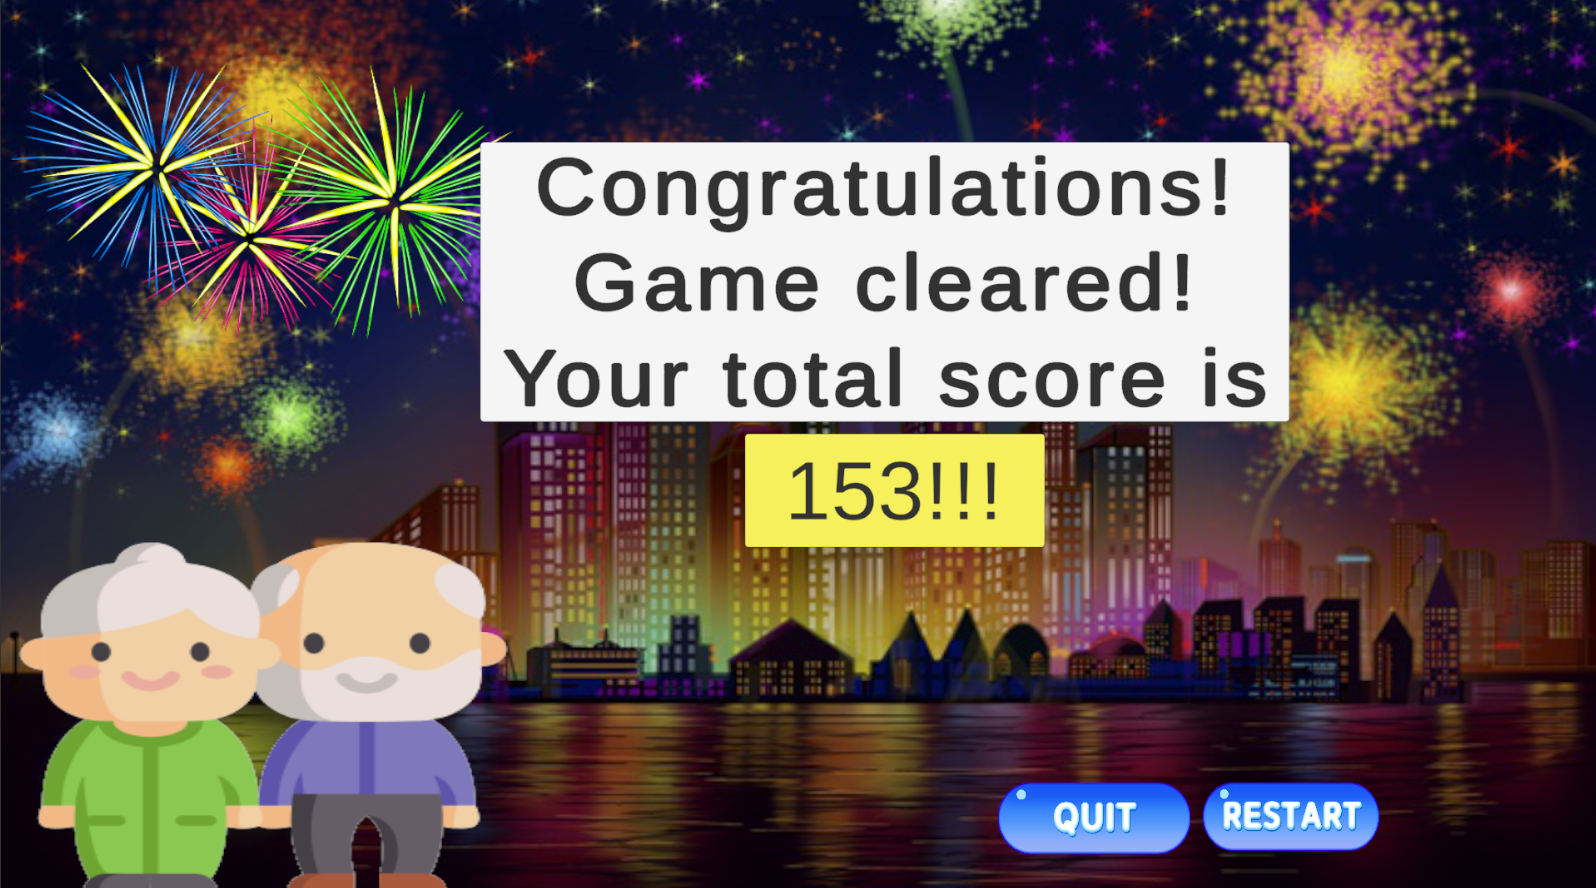 Congratulations!
Game cleared!
Your total score is
153!!!
QUIT
RESTART